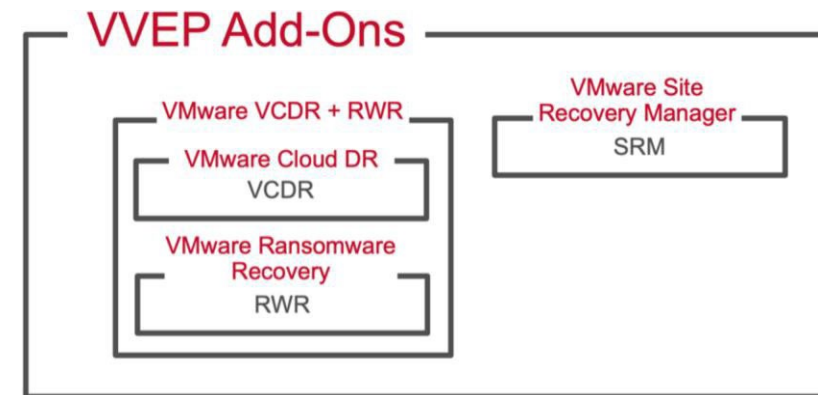 VVEP Add-Ons
VMware VCDR + RWR
VMware Cloud DR
VCDR
VMware Ransomware
Recovery
RWR
VMware Site
Recovery Manager
SRM